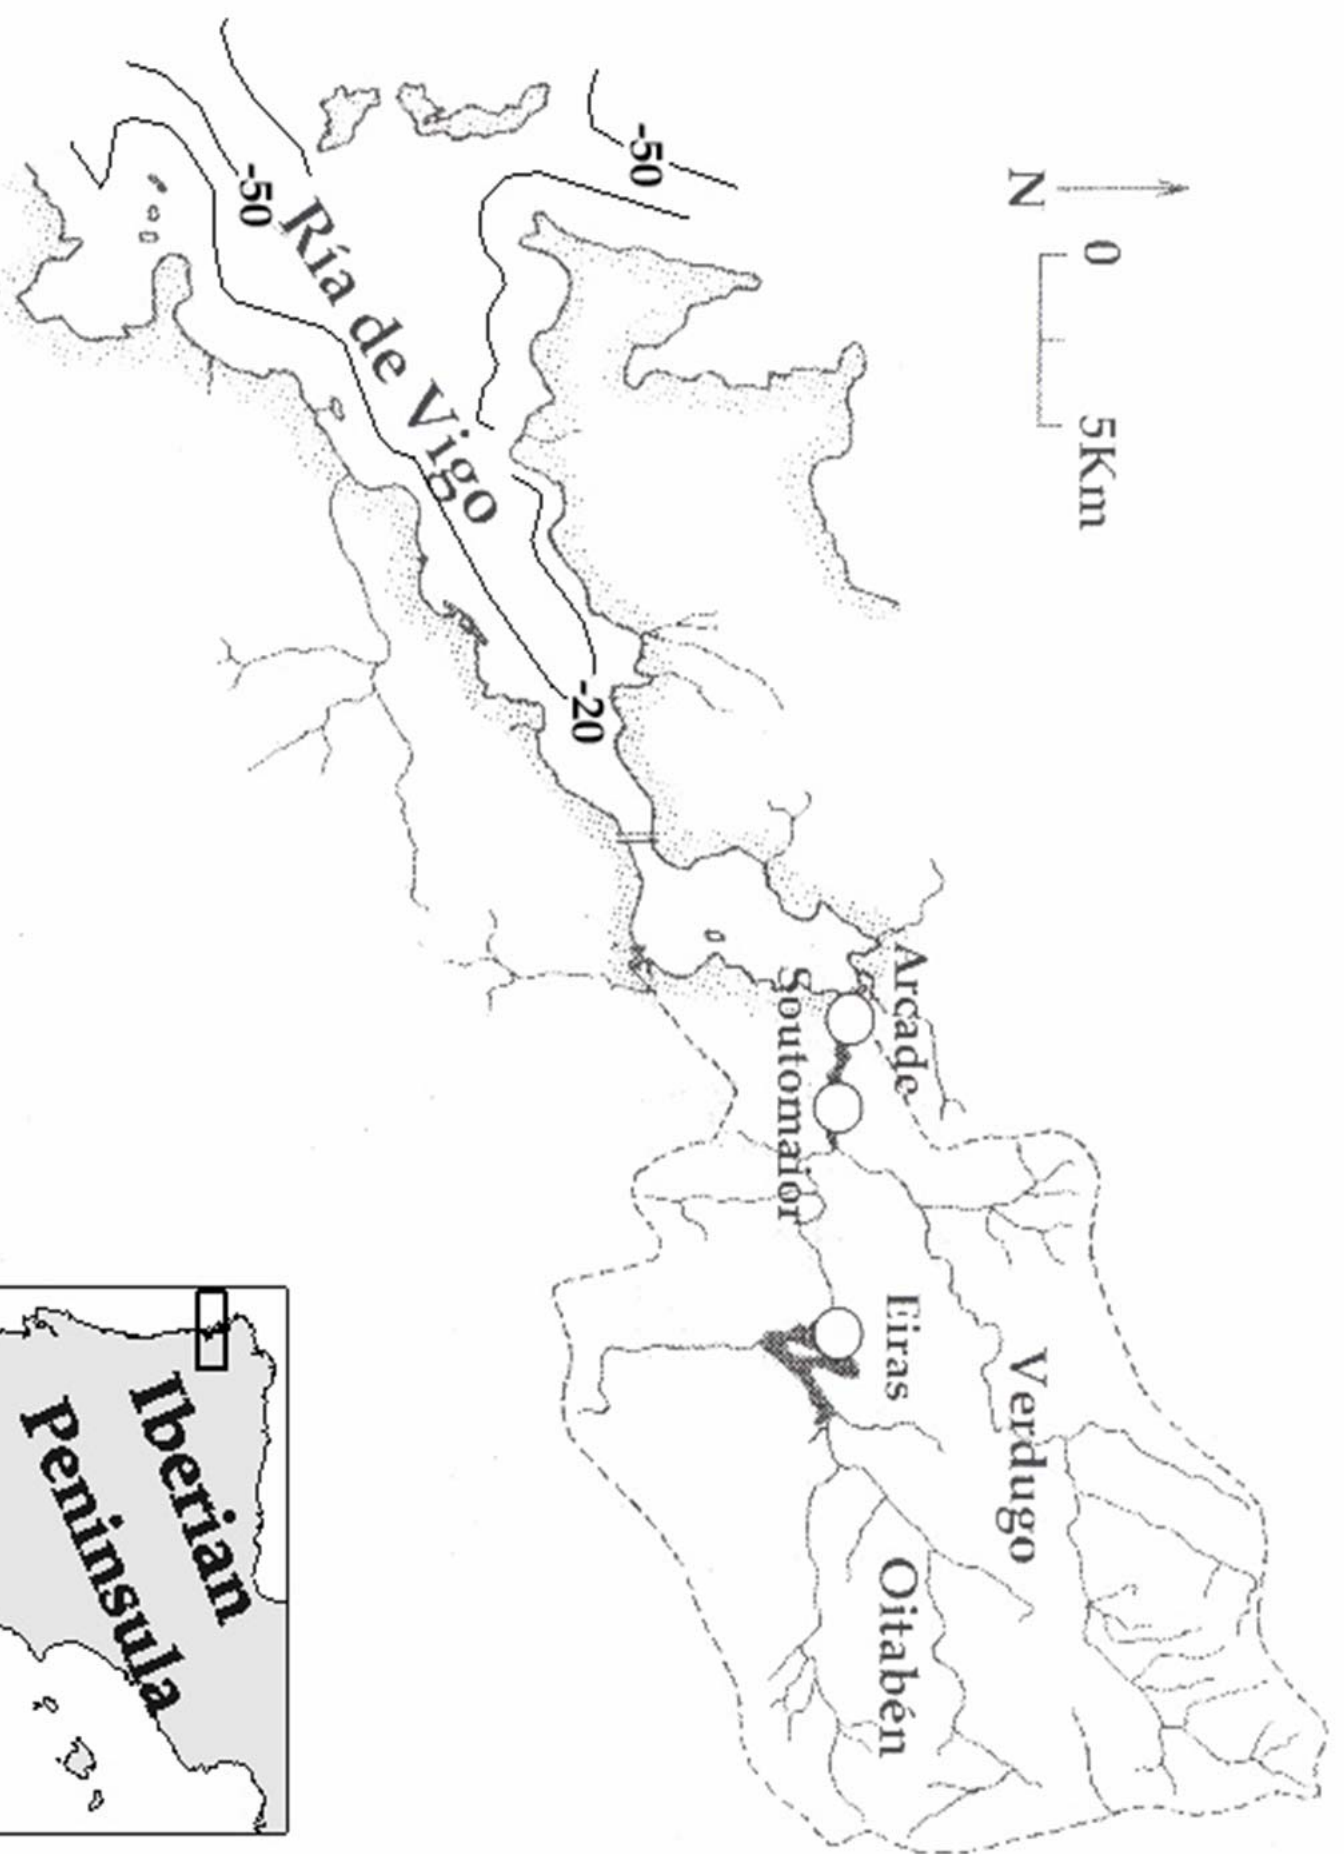 N
0
5Km
-50
-50
Ría de Vigo
-20
Arcade
Soutomaior
Eiras
Verdugo
Oitabén
Iberian
Peninsula